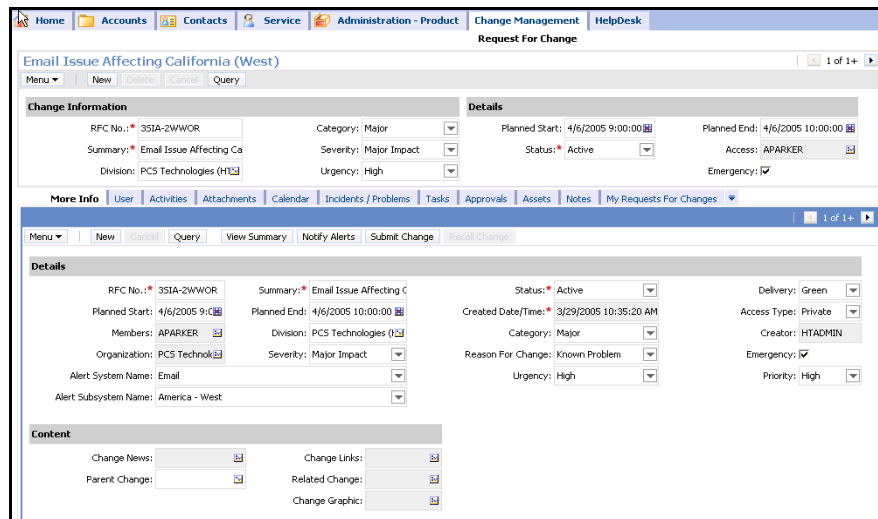 Home Accounts Contacts Service Administration - Product Change Management HelpDesk
Request For Change
Email Issue Affecting California (West)
1 of 1+
Menu New Delete Cancel Query
Change Information
Details
RFC No.:* 3SIA-2WWOR
Category: Major
Planned Start: 4/6/2005 9:00:00
Planned End: 4/6/2005 10:00:00
Summary:* Email Issue Affecting Ca
Severity: Major Impact
Status:* Active
Access: APARKER
Division: PCS Technologies (HT
Urgency: High
Emergency:
More Info User Activities Attachments Calendar Incidents / Problems Tasks Approvals Assets Notes My Requests For Changes
1 of 1+
Menu New Cancel Query View Summary Notify Alerts Submit Change Recall Change
Details
RFC No.:* 3SIA-2WWOR
Summary:* Email Issue Affecting C
Status:* Active
Delivery: Green
Planned Start: 4/6/2005 9:0
Planned End: 4/6/2005 10:00:00
Created Date/Time:* 3/29/2005 10:35:20 AM
Access Type: Private
Members: APARKER
Division: PCS Technologies (H
Category: Major
Creator: HTADMIN
Organization: PCS Technol
Severity: Major Impact
Reason For Change: Known Problem
Emergency:
Alert System Name: Email
Urgency: High
Priority: High
Alert Subsystem Name: America - West
Content
Change News:
Change Links:
Parent Change:
Related Change:
Change Graphic: